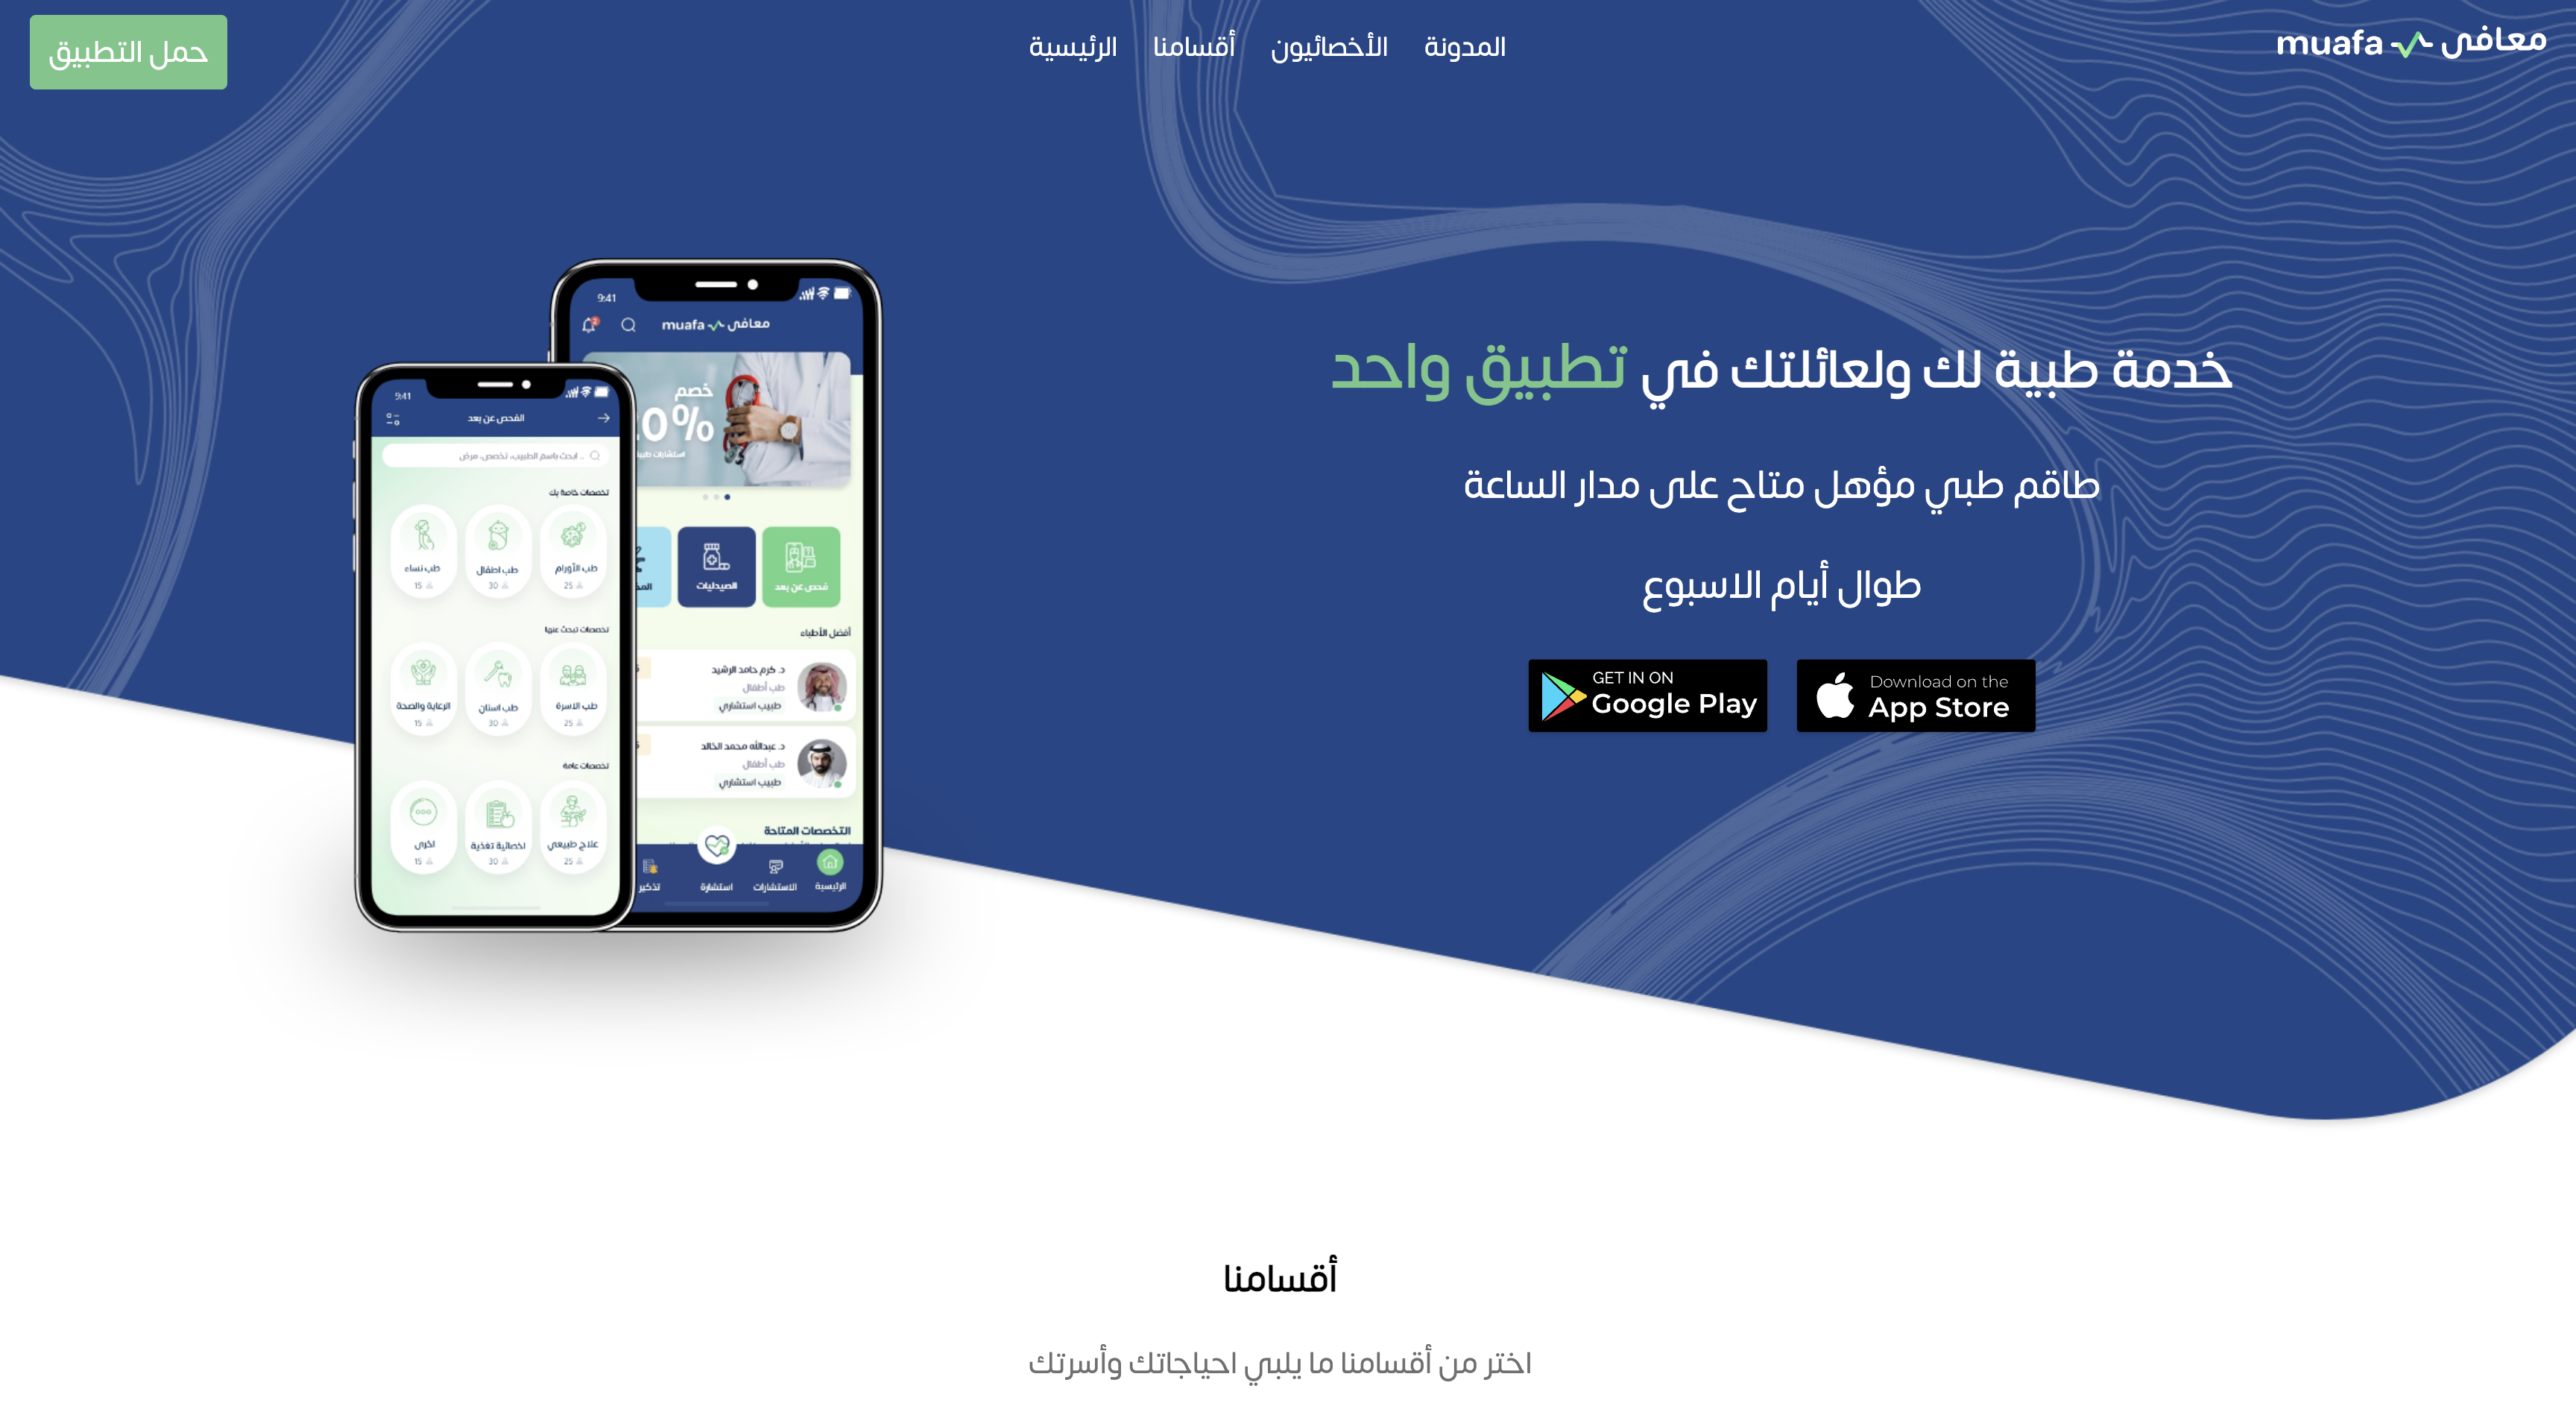 معافى muafa
المدونة الأخصائيون أقسامنا الرئيسية
حمل التطبيق
خدمة طبية لك ولعائلتك في تطبيق واحد
طاقم طبي مؤهل متاح على مدار الساعة
طوال أيام الاسبوع
Download on the
App Store
GET IN ON
Google Play
9:41
معافى muafa
2
خصم
0%
استشارات طبية
فحص عن بعد
الصيدليات
أفضل الأطباء
د. كرم حامد الرشيد
طب أطفال
طبيب استشاري
د. عبدالله محمد الخالد
طب أطفال
طبيب استشاري
التخصصات المتاحة
الرئيسية الاستشارات استشارة تذكير
9:41
الفحص عن بعد
ابحث باسم الطبيب، تخصص، مرض ..
تخصصات خاصة بك
طب الأورام طب اطفال طب نساء
25 30 15
تخصصات تبحث عنها
طب الاسرة طب اسنان الرعاية والصحة
25 30 15
تخصصات عامة
علاج طبيعي اخصائية تغذية اخرى
25 30 15
أقسامنا
اختر من أقسامنا ما يلبي احياجاتك وأسرتك